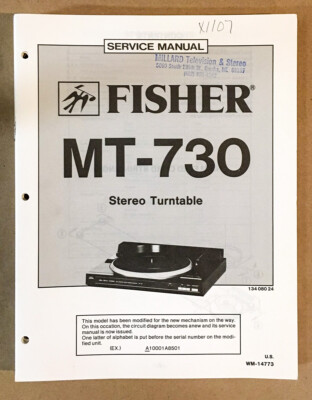 X1107
SERVICE MANUAL
MILLARD Television & Stereo
FISHER®
MT-730
Stereo Turntable
134 080 24
This model has been modified for the new mechanism on the way.
On this occation, the circuit diagram becomes anew and its service
manual is now issued.
One letter of alphabet is put before the serial number on the modi-
fied unit.
(EX.) A10001A8601
U.S.
WM-14773